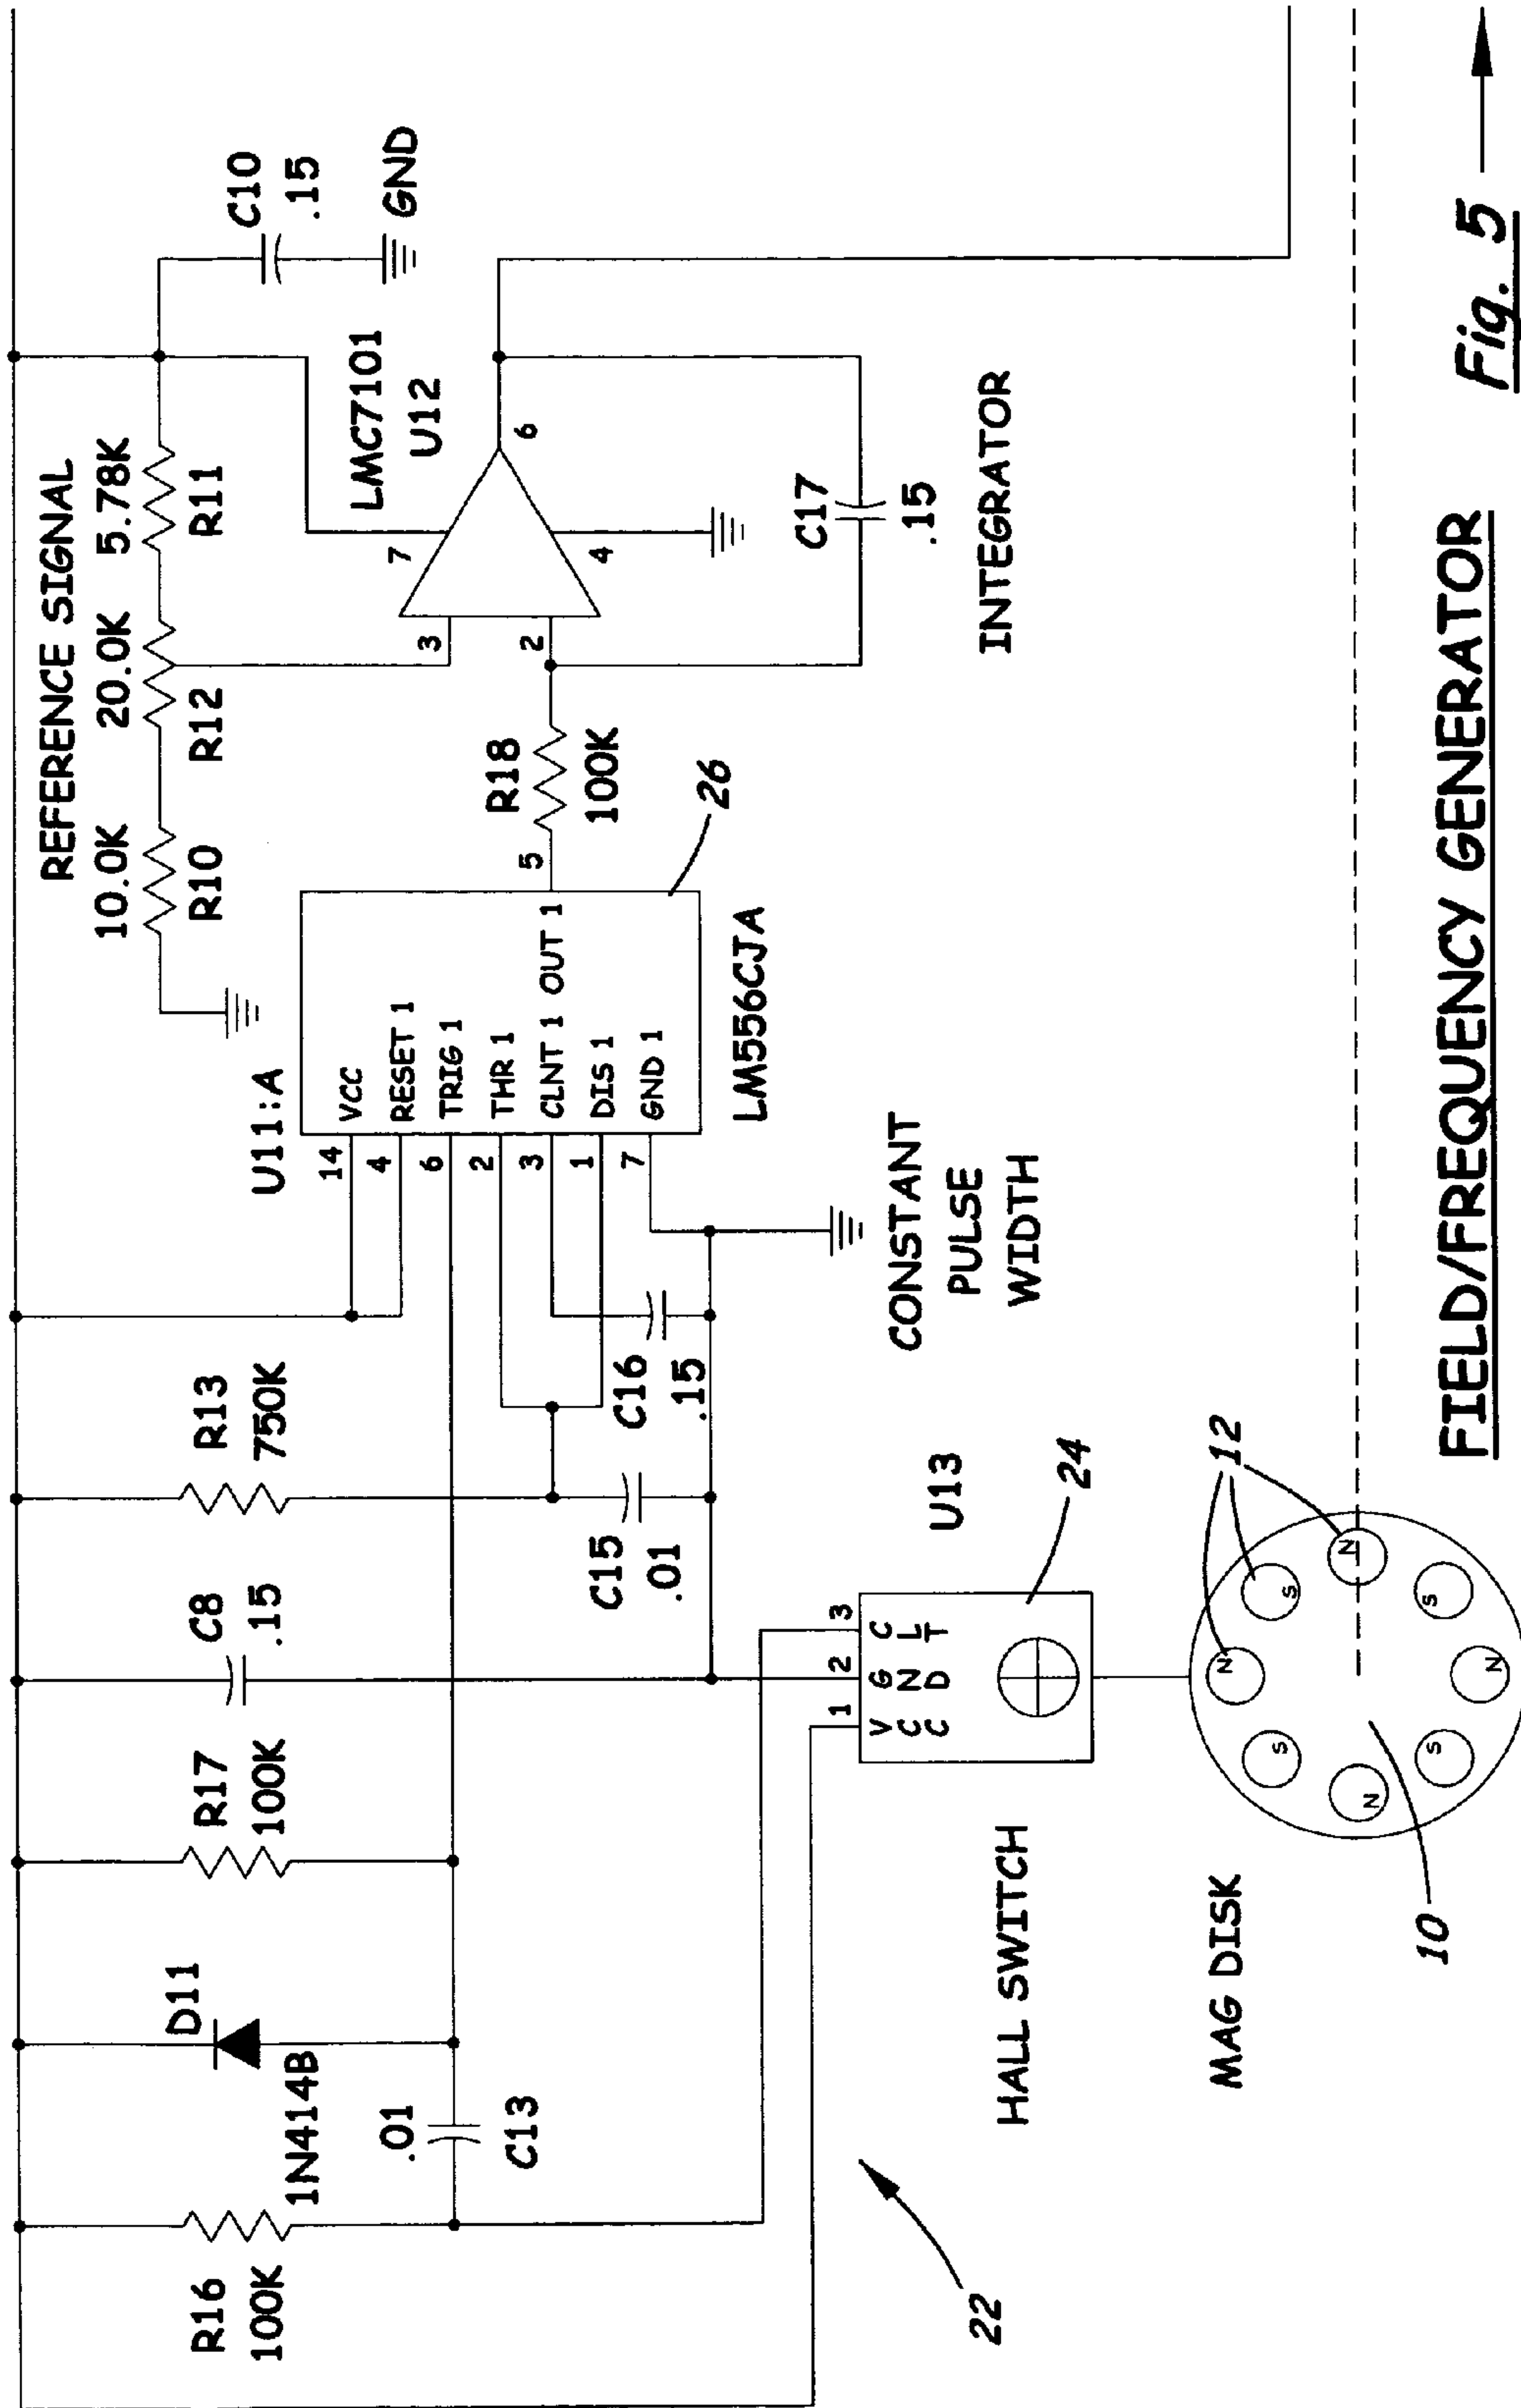 R16
100K
1N414B
D11
.01
C13
R17
100K
C8
.15
R13
750K
C15
.01
C16
.15
U11:A
14
4
6
2
3
1
7
VCC
RESET 1
TRIG 1
THR 1
CLNT 1 OUT 1
DIS 1
GND 1
5
LM556CJA
26
CONSTANT
PULSE
WIDTH
REFERENCE SIGNAL
10.0K 20.0K 5.78K
R10 R12 R11
C10
.15
GND
R18
100K
LMC7101
U12
3
2
7
4
6
C17
.15
INTEGRATOR
22
HALL SWITCH
1 2 3
VCC
GND
CLT
U13
24
MAG DISK
N
S
N
S
N
S
N
S
12
10
FIELD/FREQUENCY GENERATOR
Fig. 5